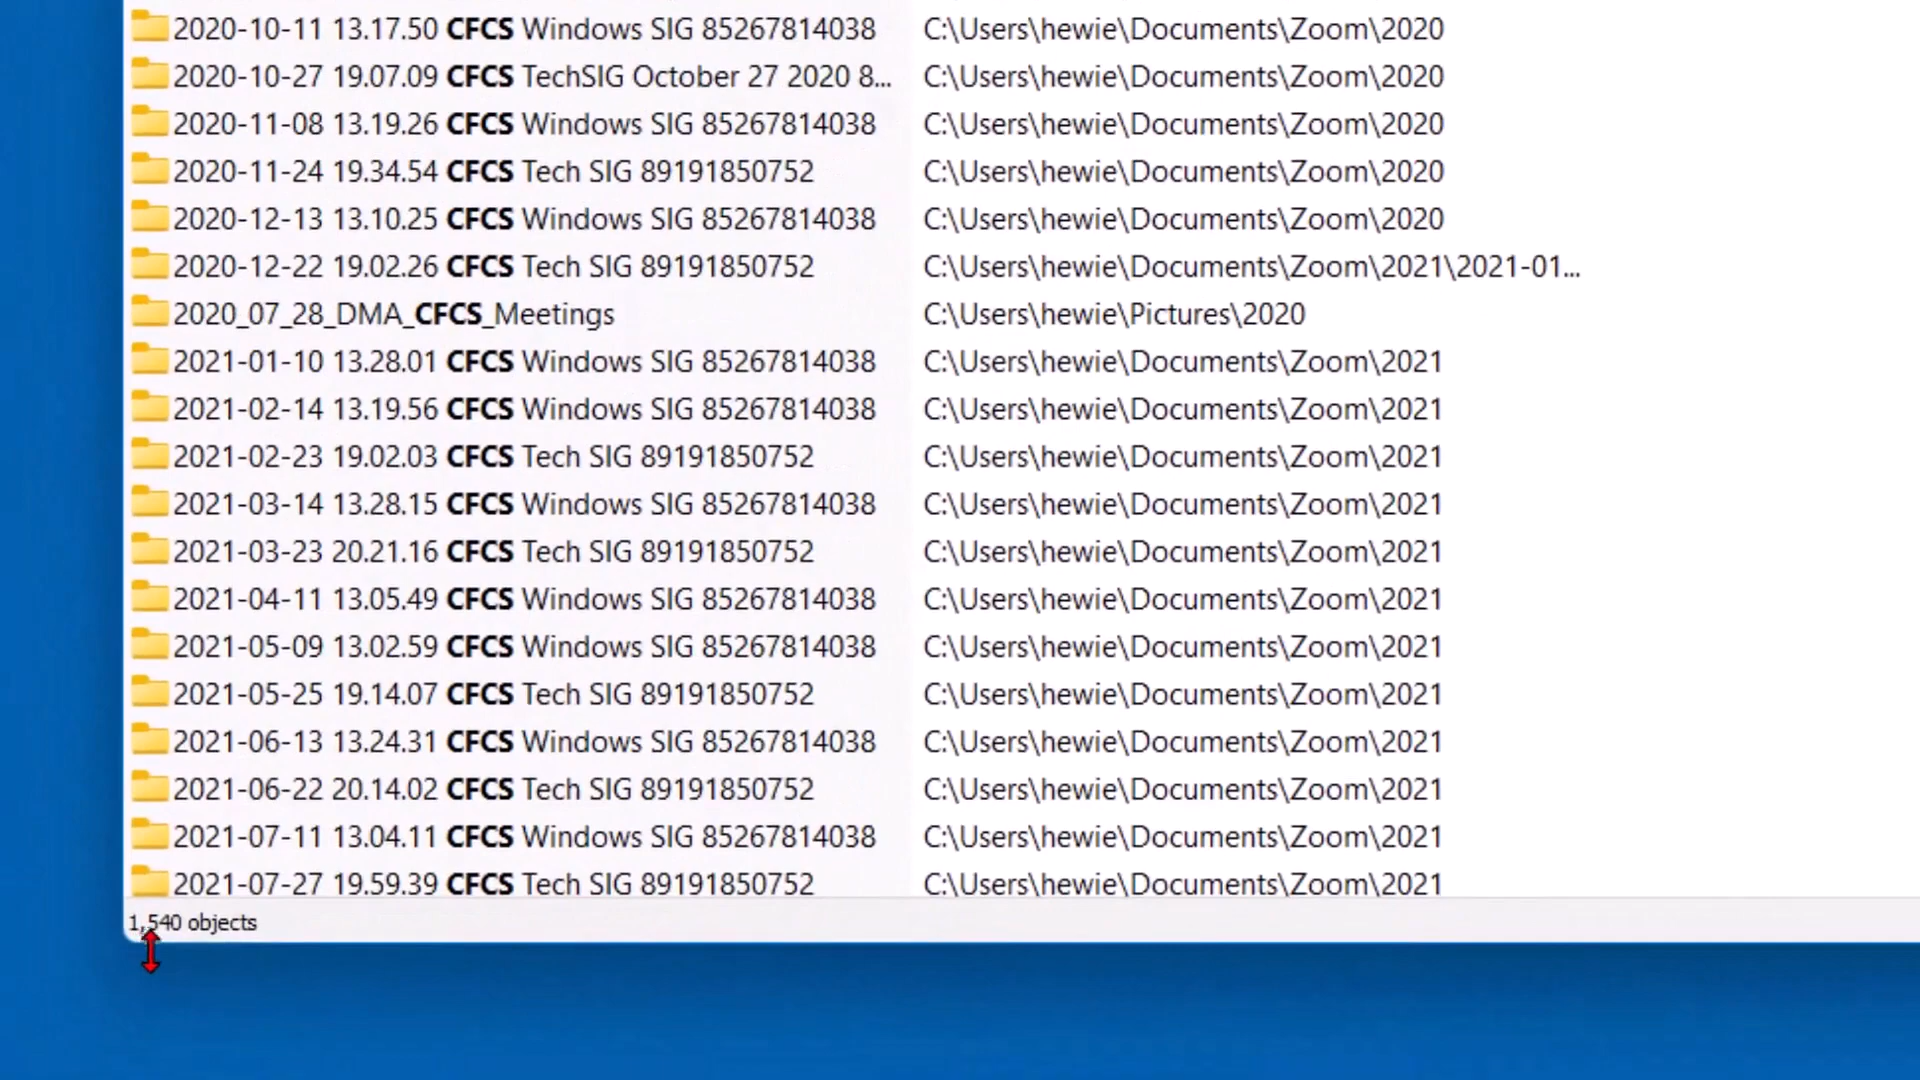 2020-10-11 13.17.50 CFCS Windows SIG 85267814038 C:\Users\hewie\Documents\Zoom\2020
2020-10-27 19.07.09 CFCS TechSIG October 27 2020 8... C:\Users\hewie\Documents\Zoom\2020
2020-11-08 13.19.26 CFCS Windows SIG 85267814038 C:\Users\hewie\Documents\Zoom\2020
2020-11-24 19.34.54 CFCS Tech SIG 89191850752 C:\Users\hewie\Documents\Zoom\2020
2020-12-13 13.10.25 CFCS Windows SIG 85267814038 C:\Users\hewie\Documents\Zoom\2020
2020-12-22 19.02.26 CFCS Tech SIG 89191850752 C:\Users\hewie\Documents\Zoom\2021\2021-01...
2020_07_28_DMA_CFCS_Meetings C:\Users\hewie\Pictures\2020
2021-01-10 13.28.01 CFCS Windows SIG 85267814038 C:\Users\hewie\Documents\Zoom\2021
2021-02-14 13.19.56 CFCS Windows SIG 85267814038 C:\Users\hewie\Documents\Zoom\2021
2021-02-23 19.02.03 CFCS Tech SIG 89191850752 C:\Users\hewie\Documents\Zoom\2021
2021-03-14 13.28.15 CFCS Windows SIG 85267814038 C:\Users\hewie\Documents\Zoom\2021
2021-03-23 20.21.16 CFCS Tech SIG 89191850752 C:\Users\hewie\Documents\Zoom\2021
2021-04-11 13.05.49 CFCS Windows SIG 85267814038 C:\Users\hewie\Documents\Zoom\2021
2021-05-09 13.02.59 CFCS Windows SIG 85267814038 C:\Users\hewie\Documents\Zoom\2021
2021-05-25 19.14.07 CFCS Tech SIG 89191850752 C:\Users\hewie\Documents\Zoom\2021
2021-06-13 13.24.31 CFCS Windows SIG 85267814038 C:\Users\hewie\Documents\Zoom\2021
2021-06-22 20.14.02 CFCS Tech SIG 89191850752 C:\Users\hewie\Documents\Zoom\2021
2021-07-11 13.04.11 CFCS Windows SIG 85267814038 C:\Users\hewie\Documents\Zoom\2021
2021-07-27 19.59.39 CFCS Tech SIG 89191850752 C:\Users\hewie\Documents\Zoom\2021
1,540 objects